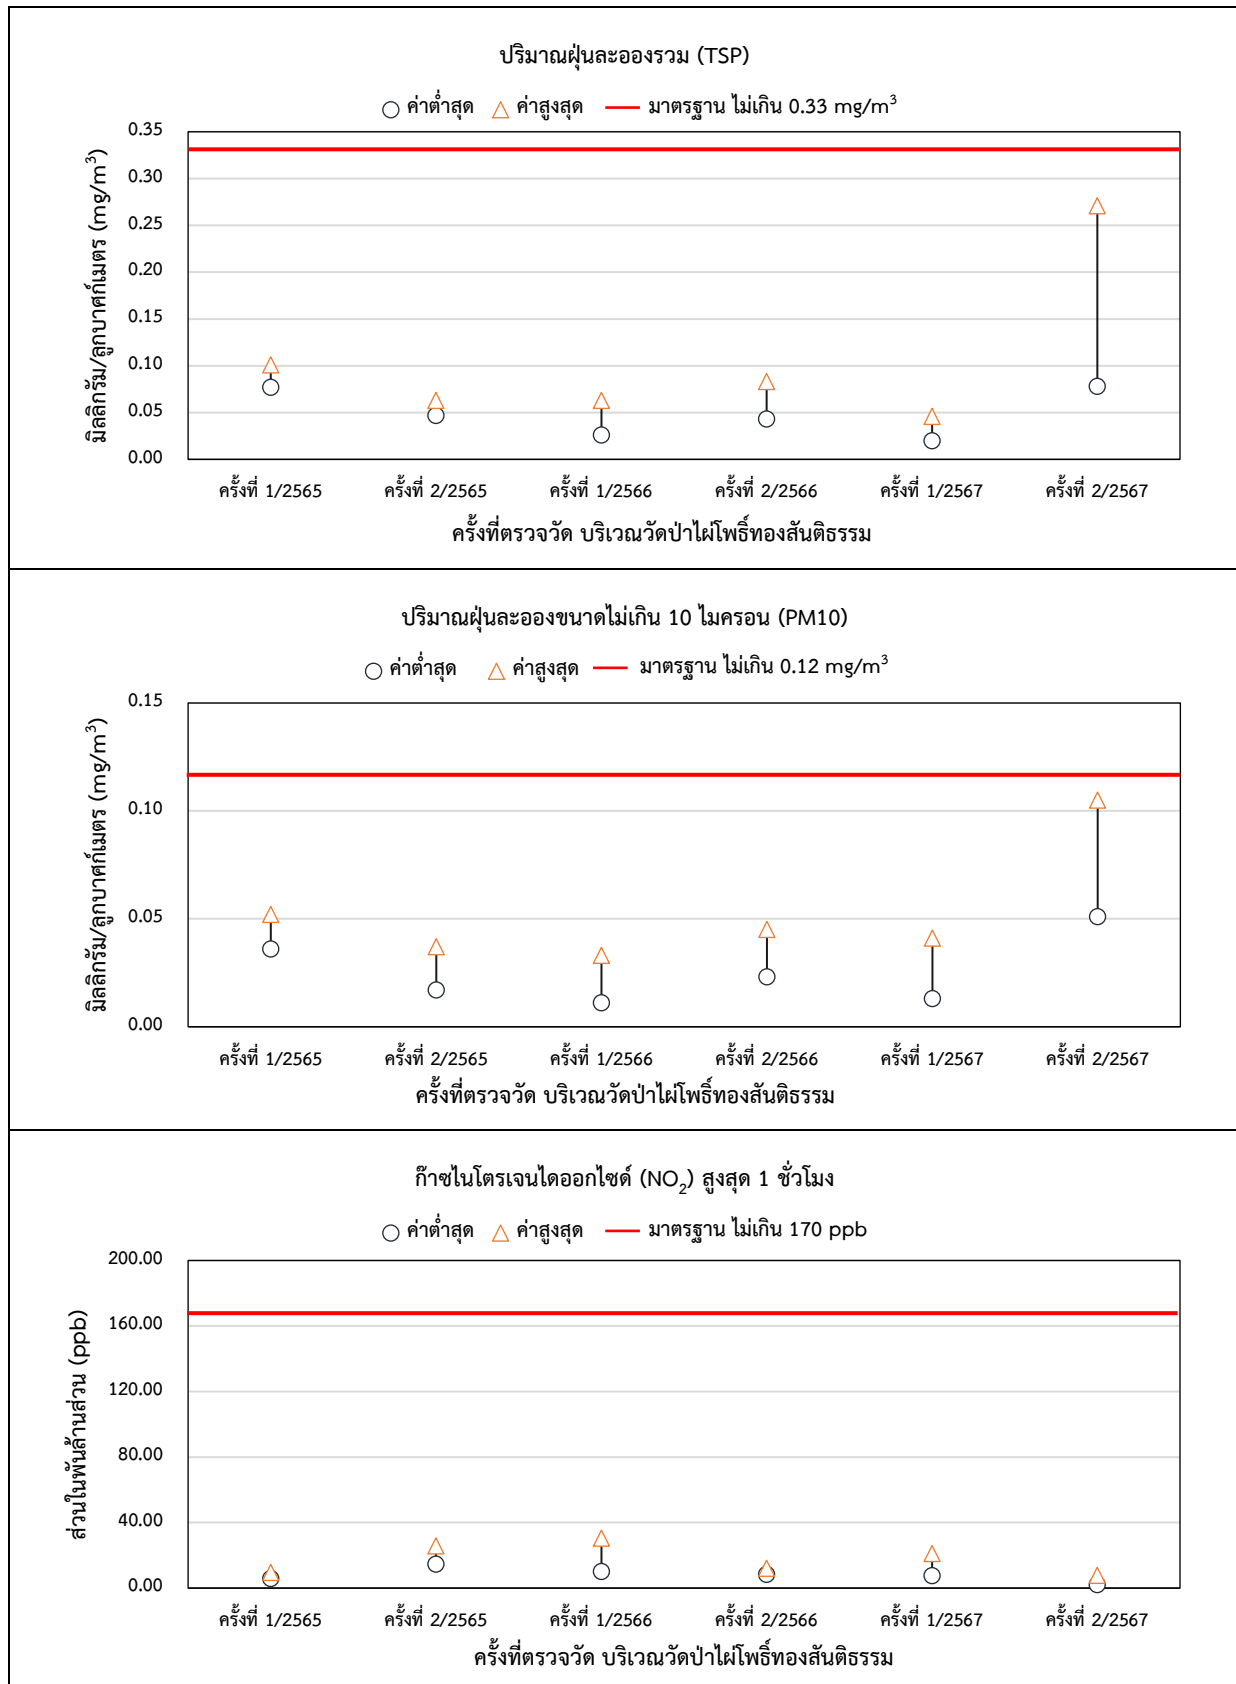 ปริมาณฝุ่นละอองรวม (TSP)
ค่าต่ำสุด ค่าสูงสุด มาตรฐาน ไม่เกิน 0.33 mg/m³
มิลลิกรัม/ลูกบาศก์เมตร (mg/m³)
0.35
0.30
0.25
0.20
0.15
0.10
0.05
0.00
ครั้งที่ 1/2565 ครั้งที่ 2/2565 ครั้งที่ 1/2566 ครั้งที่ 2/2566 ครั้งที่ 1/2567 ครั้งที่ 2/2567
ครั้งที่ตรวจวัด บริเวณวัดป่าไผ่โพธิ์ทองสันติธรรม
ปริมาณฝุ่นละอองขนาดไม่เกิน 10 ไมครอน (PM10)
ค่าต่ำสุด ค่าสูงสุด มาตรฐาน ไม่เกิน 0.12 mg/m³
มิลลิกรัม/ลูกบาศก์เมตร (mg/m³)
0.15
0.10
0.05
0.00
ครั้งที่ 1/2565 ครั้งที่ 2/2565 ครั้งที่ 1/2566 ครั้งที่ 2/2566 ครั้งที่ 1/2567 ครั้งที่ 2/2567
ครั้งที่ตรวจวัด บริเวณวัดป่าไผ่โพธิ์ทองสันติธรรม
ก๊าซไนโตรเจนไดออกไซด์ (NO₂) สูงสุด 1 ชั่วโมง
ค่าต่ำสุด ค่าสูงสุด มาตรฐาน ไม่เกิน 170 ppb
ส่วนในพันล้านส่วน (ppb)
200.00
160.00
120.00
80.00
40.00
0.00
ครั้งที่ 1/2565 ครั้งที่ 2/2565 ครั้งที่ 1/2566 ครั้งที่ 2/2566 ครั้งที่ 1/2567 ครั้งที่ 2/2567
ครั้งที่ตรวจวัด บริเวณวัดป่าไผ่โพธิ์ทองสันติธรรม